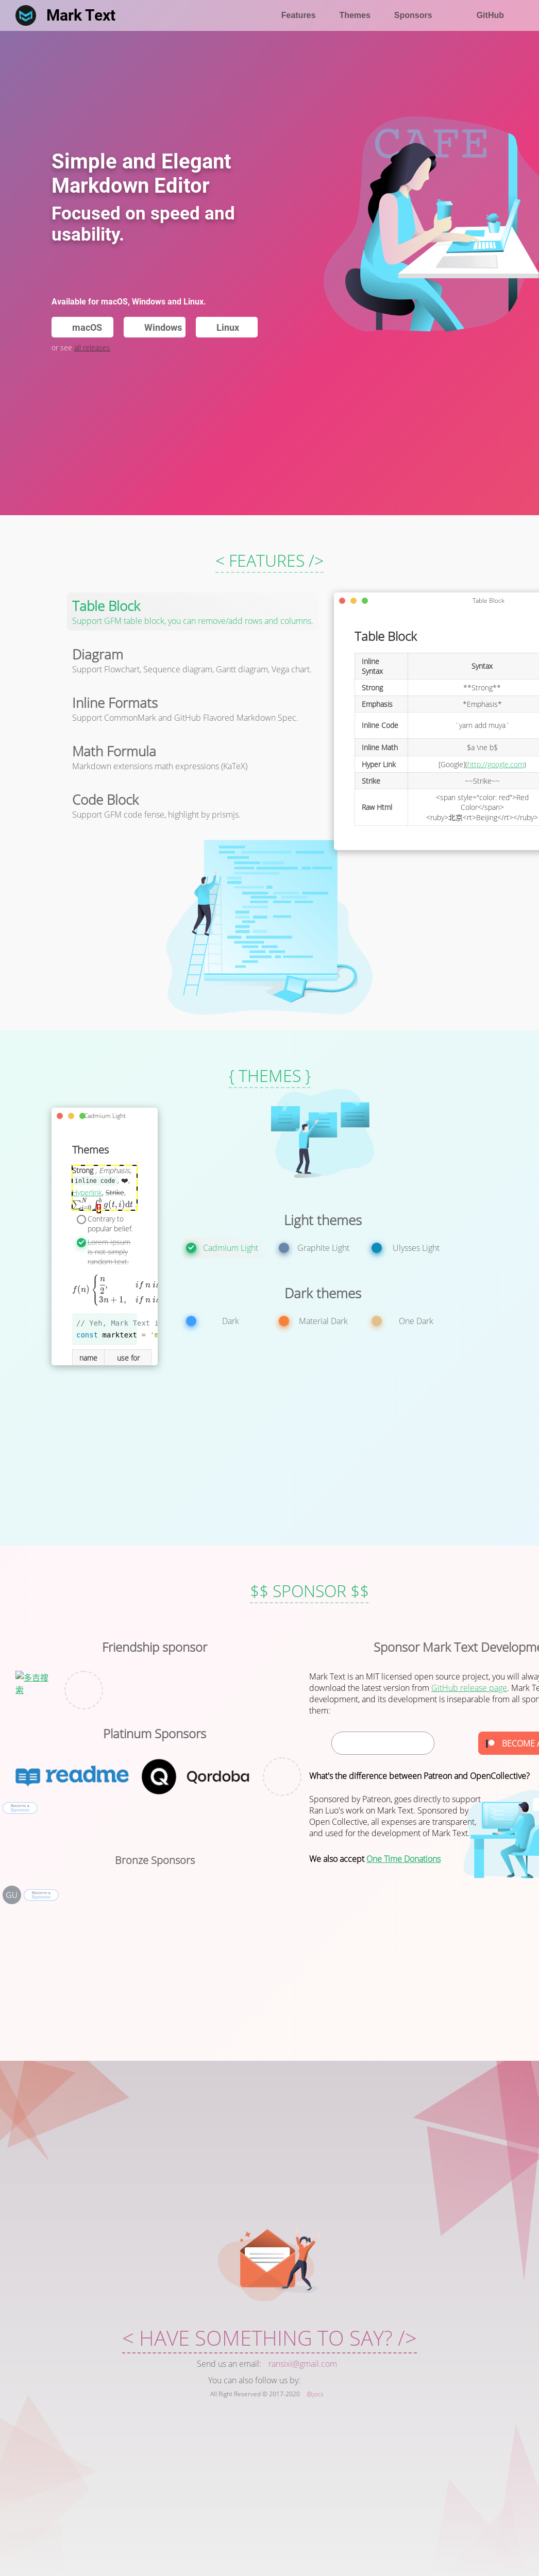 Mark Text
Features
Themes
Sponsors
GitHub
CAFE
Simple and Elegant
Markdown Editor
Focused on speed and
usability.
Available for macOS, Windows and Linux.
macOS
Windows
Linux
or see all releases
< FEATURES />
Table Block
Support GFM table block, you can remove/add rows and columns.
Diagram
Support Flowchart, Sequence diagram, Gantt diagram, Vega chart.
Inline Formats
Support CommonMark and GitHub Flavored Markdown Spec.
Math Formula
Markdown extensions math expressions (KaTeX)
Code Block
Support GFM code fense, highlight by prismjs.
Table Block
Table Block
Inline
Syntax
Syntax
Strong
**Strong**
Emphasis
*Emphasis*
Inline Code
`yarn add muya`
Inline Math
$a \ne b$
Hyper Link
[Google](http://google.com)
Strike
~~Strike~~
Raw Html
<span style="color: red">Red
Color</span>
<ruby>北京<rt>Beijing</rt></ruby>
{ THEMES }
Cadmium Light
Themes
Strong , Emphasis,
inline code , ❤️,
Hyperlink, Strike,
Contrary to
popular belief.
Lorem Ipsum
is not simply
random text.
f(n) { n/2, if n is
3n + 1, if n is
// Yeh, Mark Text i
const marktext = 'm
name
use for
Light themes
Cadmium Light
Graphite Light
Ulysses Light
Dark themes
Dark
Material Dark
One Dark
$$ SPONSOR $$
Friendship sponsor
多吉搜
索
Platinum Sponsors
readme
Qordoba
Become a
Sponsor
Bronze Sponsors
GU
Become a
Sponsor
Sponsor Mark Text Developme
Mark Text is an MIT licensed open source project, you will alway
download the latest version from GitHub release page. Mark Te
development, and its development is inseparable from all spon
them:
BECOME A
What's the difference between Patreon and OpenCollective?
Sponsored by Patreon, goes directly to support
Ran Luo's work on Mark Text. Sponsored by
Open Collective, all expenses are transparent,
and used for the development of Mark Text.
We also accept One Time Donations
< HAVE SOMETHING TO SAY? />
Send us an email: ransixi@gmail.com
You can also follow us by:
All Right Reserved © 2017-2020 @jocs